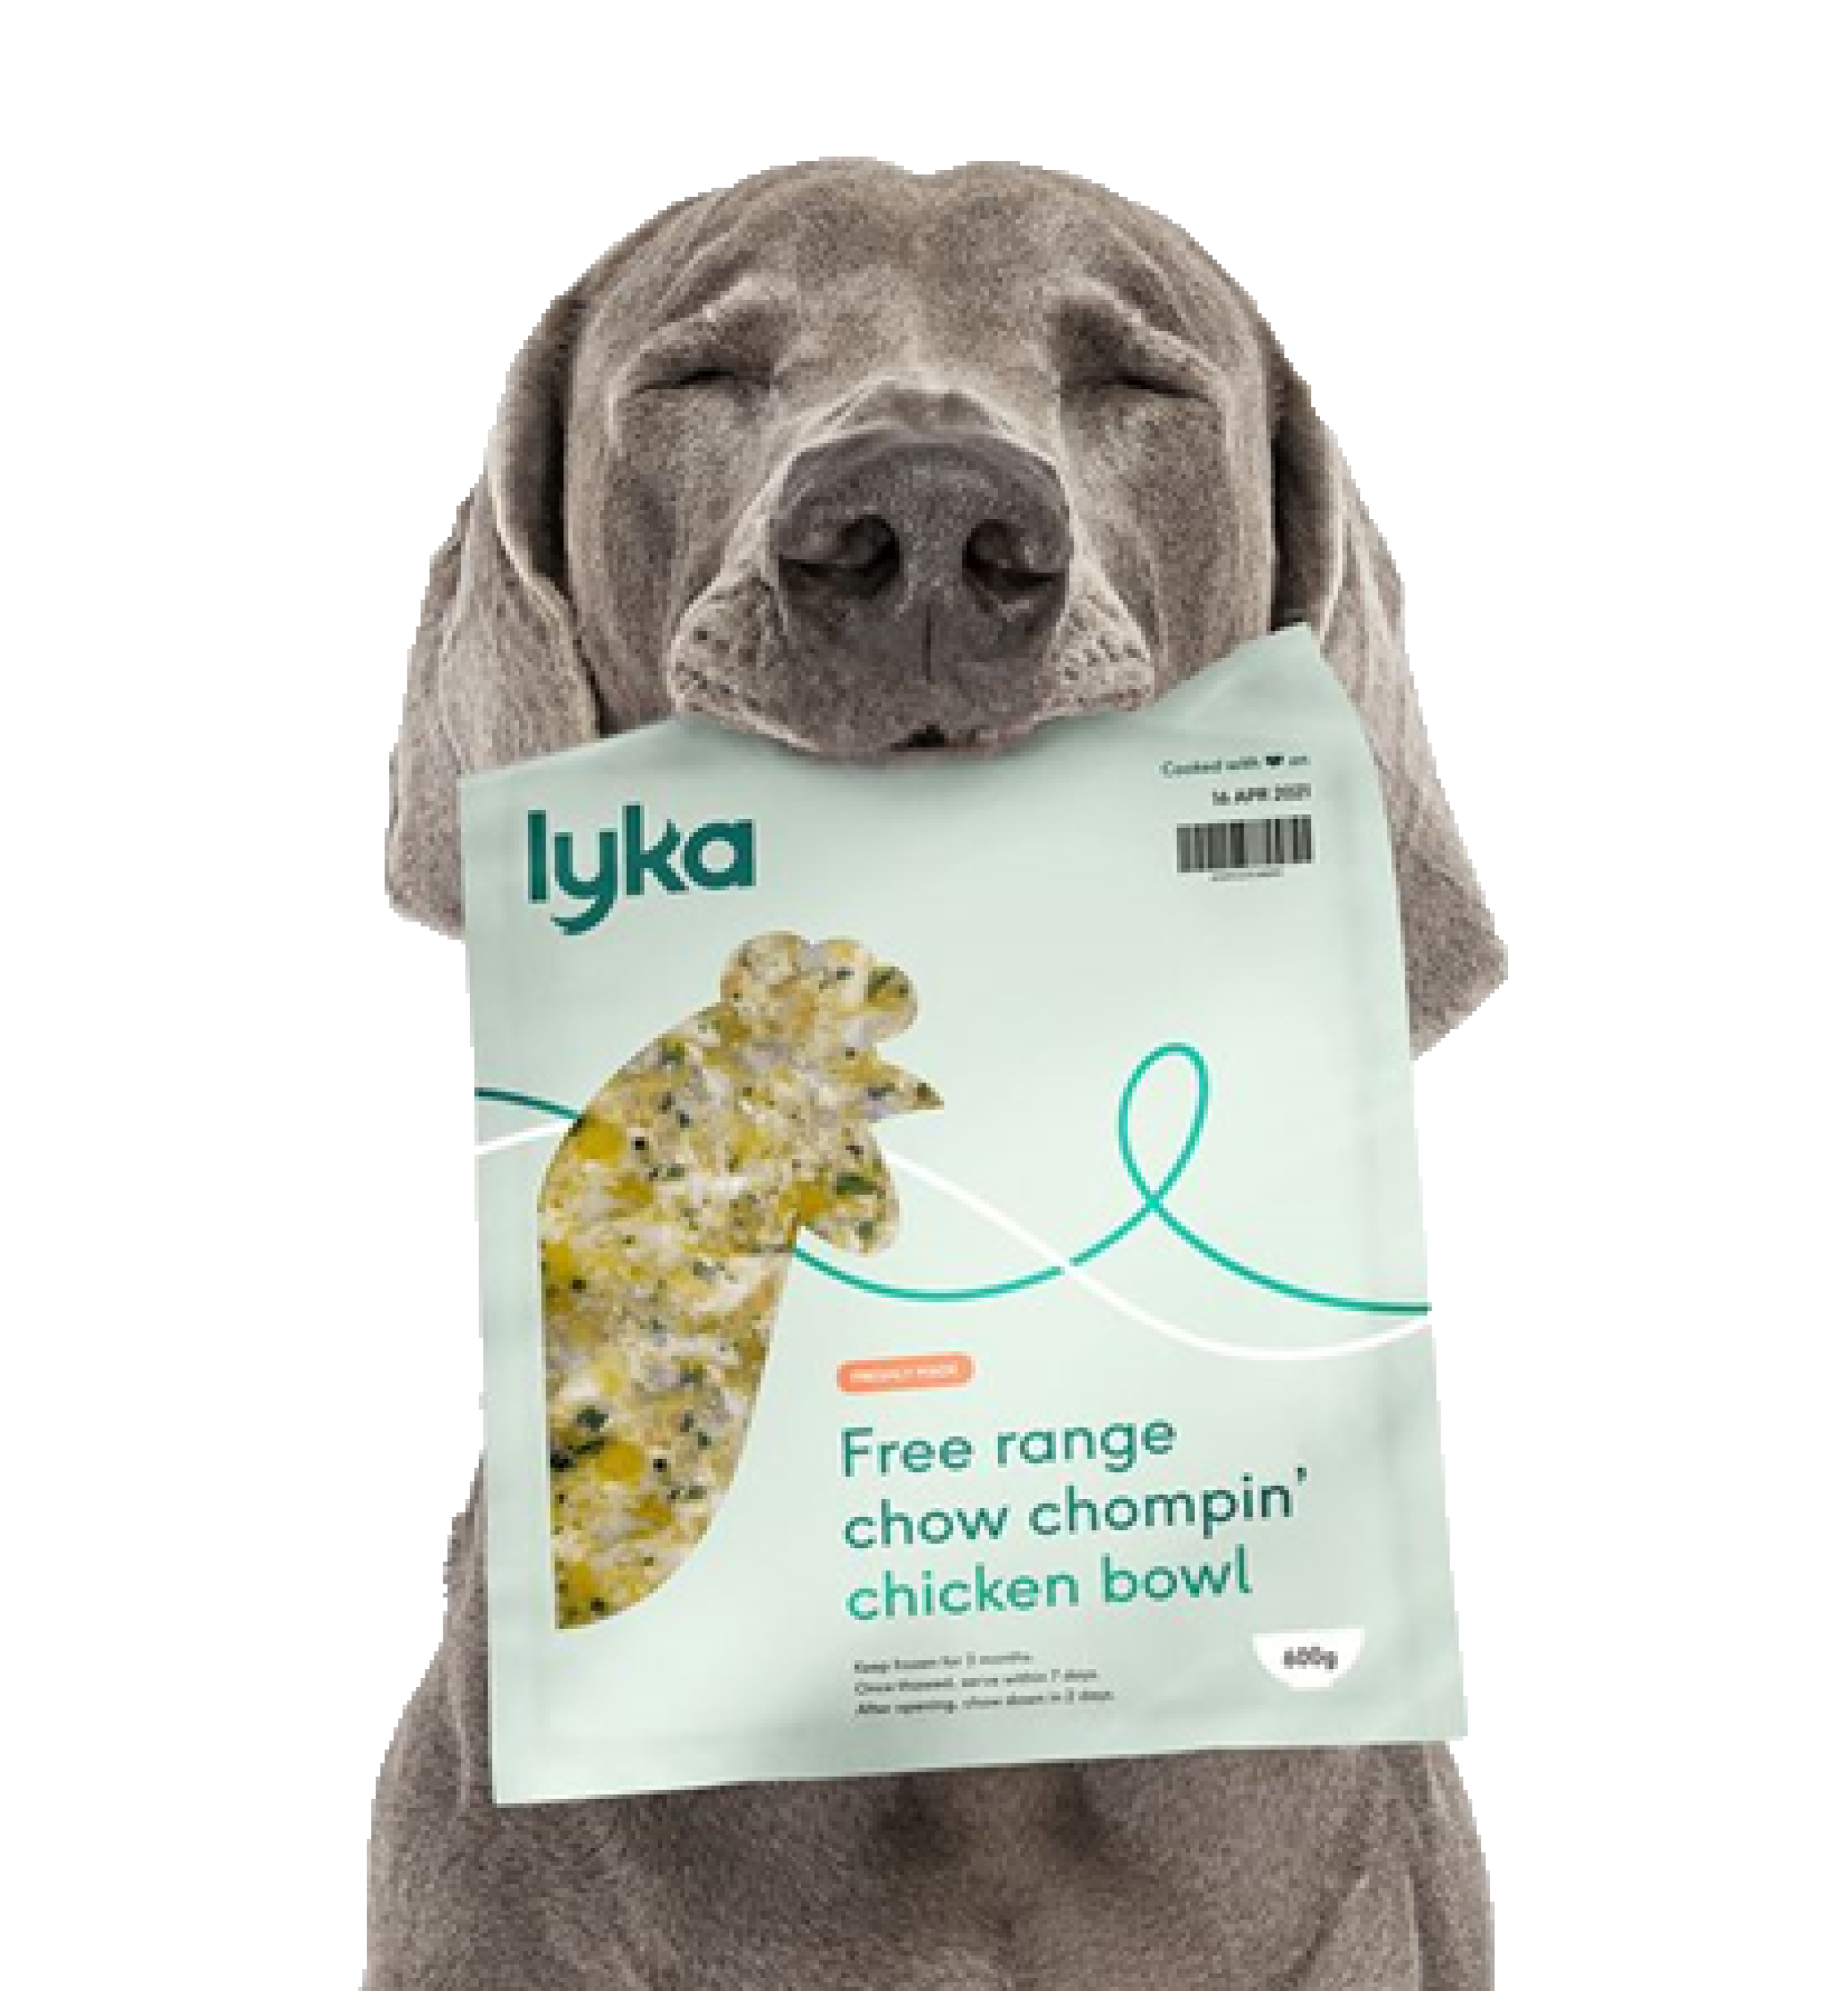 lyka
Cooked with ❤ on
16 APR 2021
Free range
chow chompin’
chicken bowl
Keep frozen for 3 months.
Once thawed, serve within 7 days.
After opening, chow down in 2 days.
600g